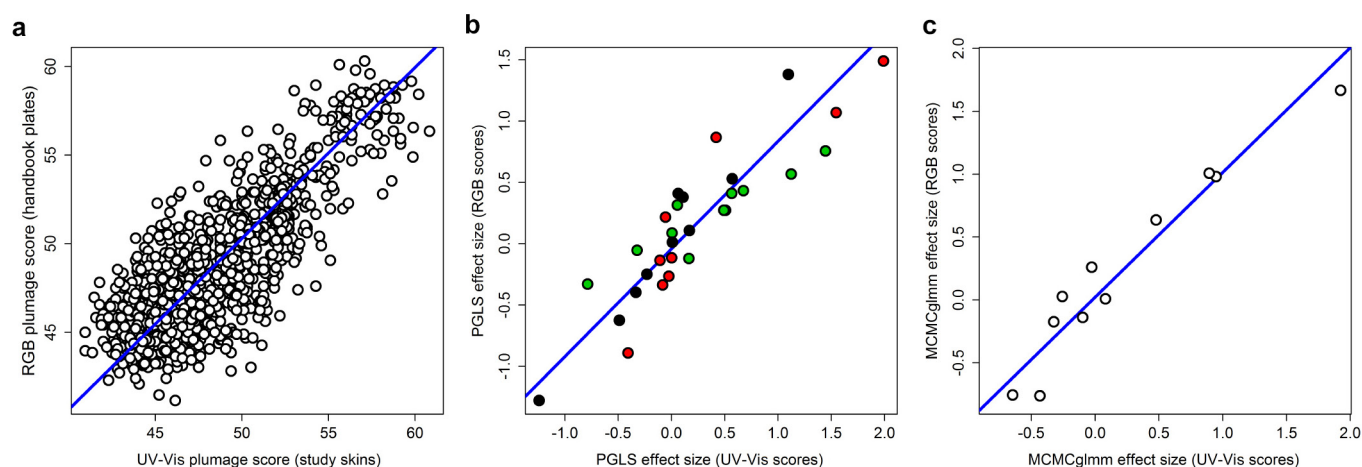 a
RGB plumage score (handbook plates)
60
55
50
45
45 50 55 60
UV-Vis plumage score (study skins)
b
PGLS effect size (RGB scores)
1.5
1.0
0.5
0.0
-0.5
-1.0
-1.0 -0.5 0.0 0.5 1.0 1.5 2.0
PGLS effect size (UV-Vis scores)
c
MCMCglmm effect size (RGB scores)
2.0
1.5
1.0
0.5
0.0
-0.5
-0.5 0.0 0.5 1.0 1.5 2.0
MCMCglmm effect size (UV-Vis scores)